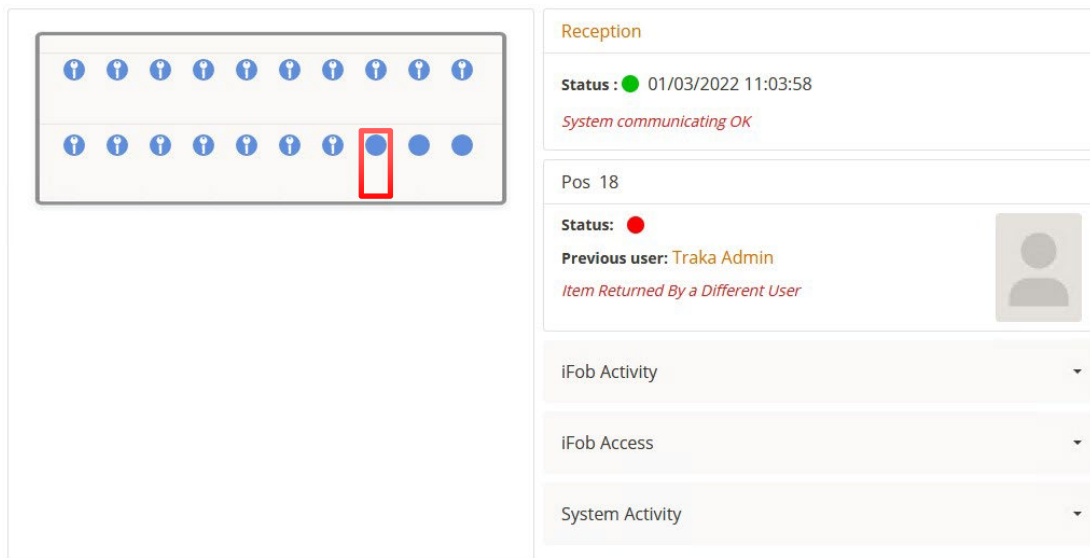 Reception
Status : 01/03/2022 11:03:58
System communicating OK
Pos 18
Status:
Previous user: Traka Admin
Item Returned By a Different User
iFob Activity
iFob Access
System Activity